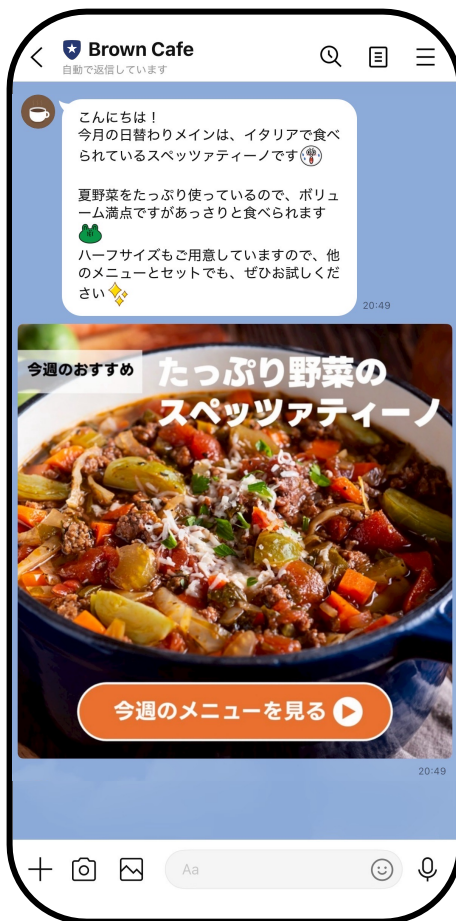 Brown Cafe
自動で返信しています
こんにちは！
今月の日替わりメインは、イタリアで食べ
られているスペッツァティーノです
夏野菜をたっぷり使っているので、ボリュ
ーム満点ですがあっさりと食べられます
ハーフサイズもご用意していますので、他
のメニューとセットでも、ぜひお試しくだ
さい
20:49
今週のおすすめ
たっぷり野菜の
スペッツァティーノ
今週のメニューを見る
20:49
Aa